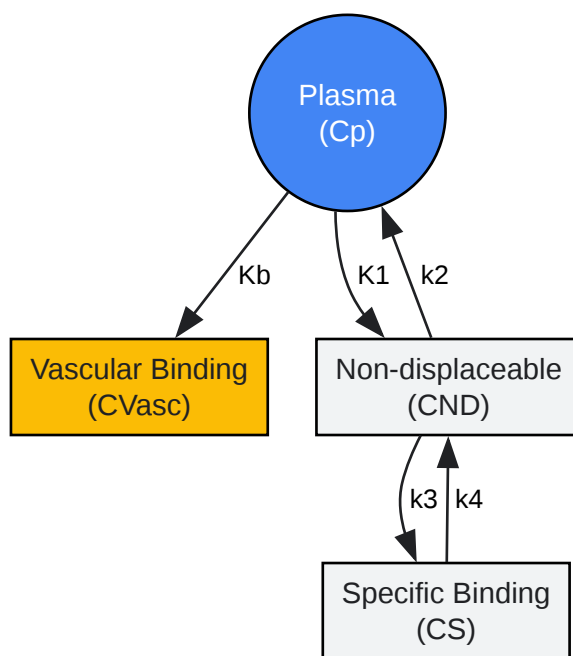 Plasma
(Cp)
Kb
K1
k2
Vascular Binding
(CVasc)
Non-displaceable
(CND)
k3
k4
Specific Binding
(CS)